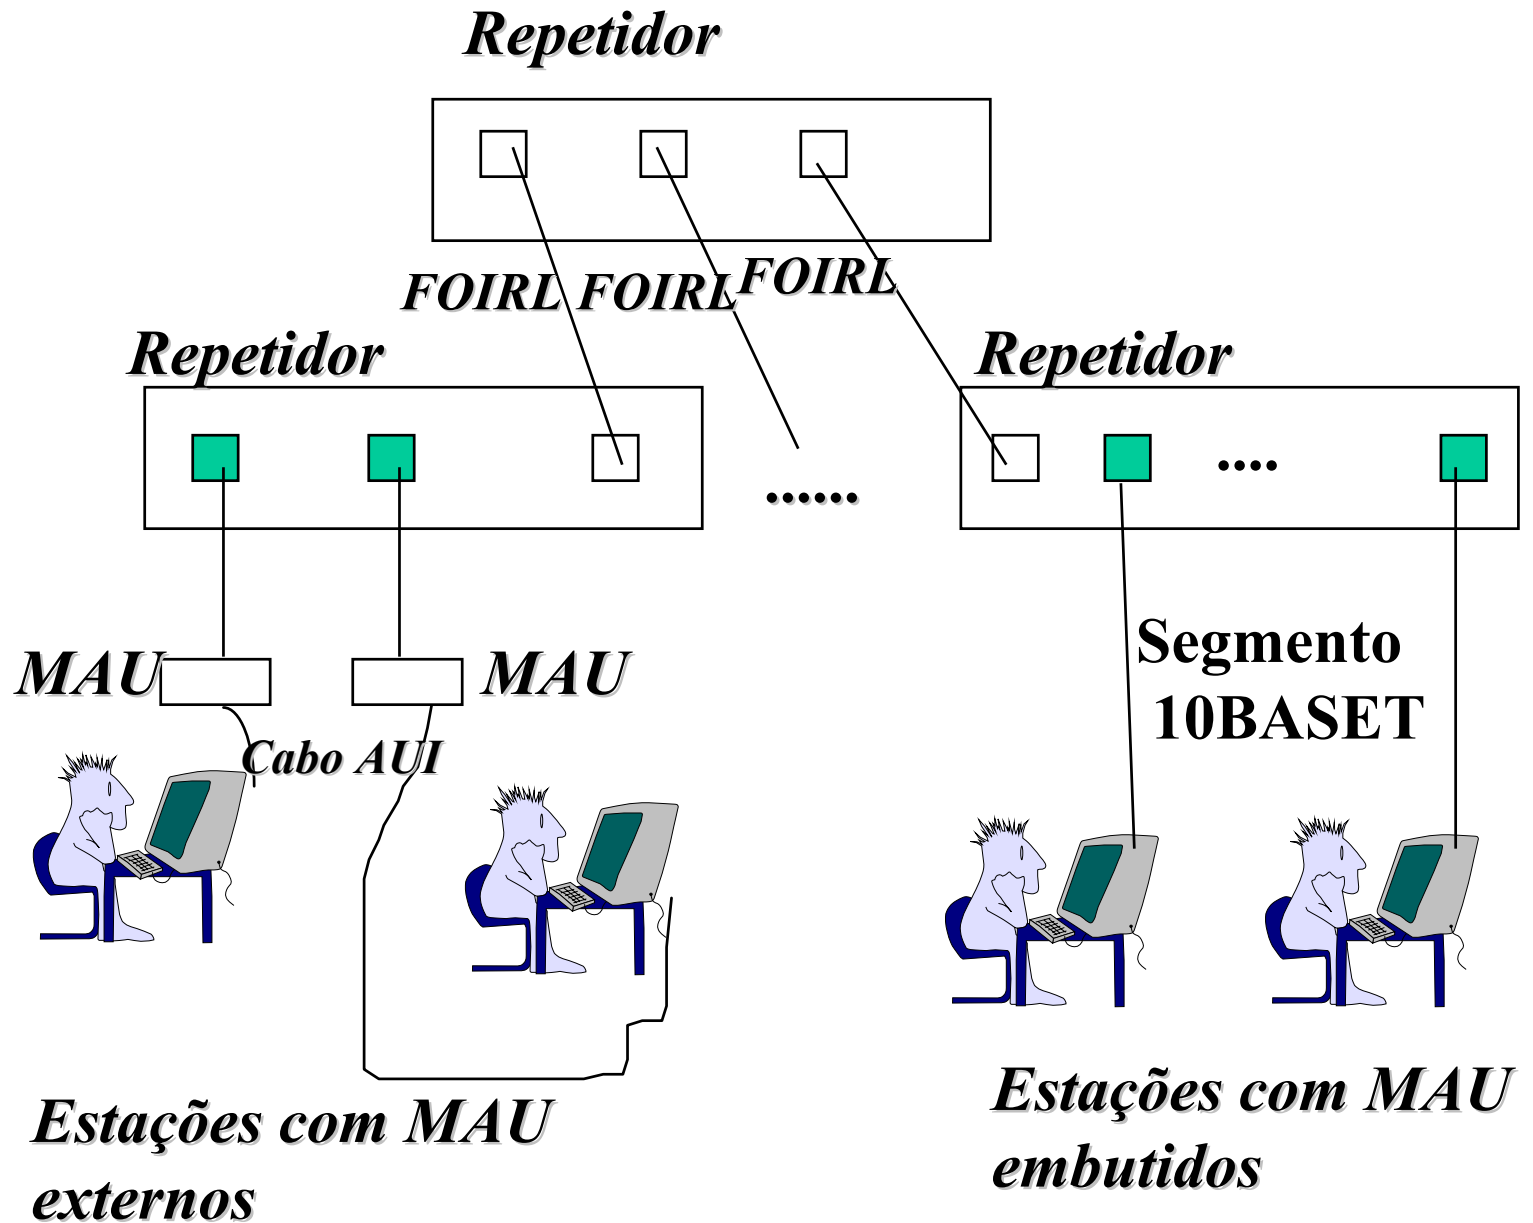 Repetidor
FOIRL FOIRL FOIRL
Repetidor
Repetidor
....
......
Segmento
10BASET
MAU
MAU
Cabo AUI
Estações com MAU
externos
Estações com MAU
embutidos